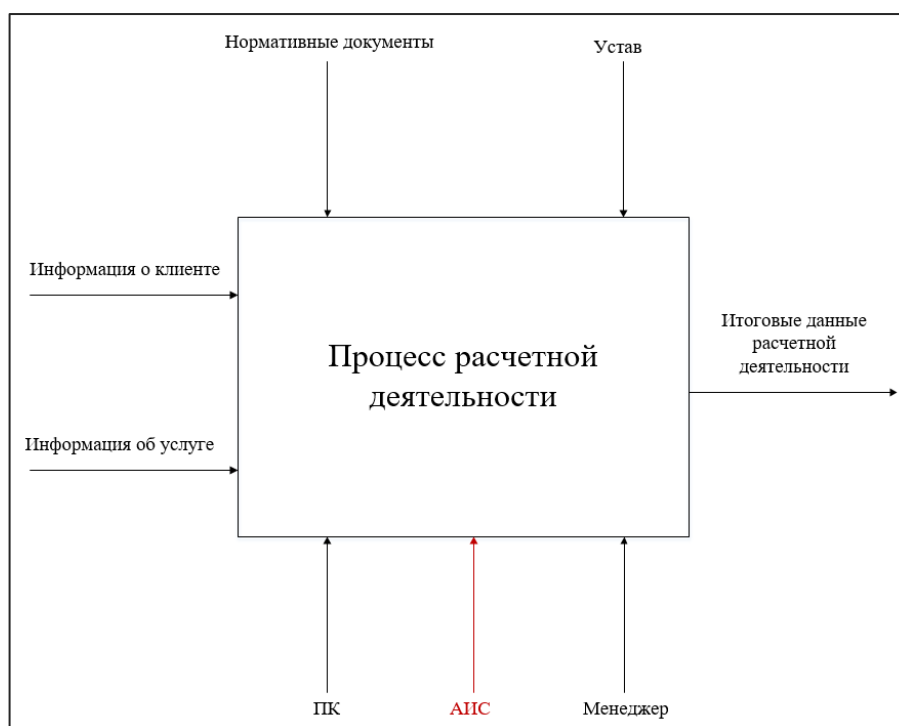 Нормативные документы
Устав
Информация о клиенте
Процесс расчетной
деятельности
Итоговые данные
расчетной
деятельности
Информация об услуге
ПК
АИС
Менеджер